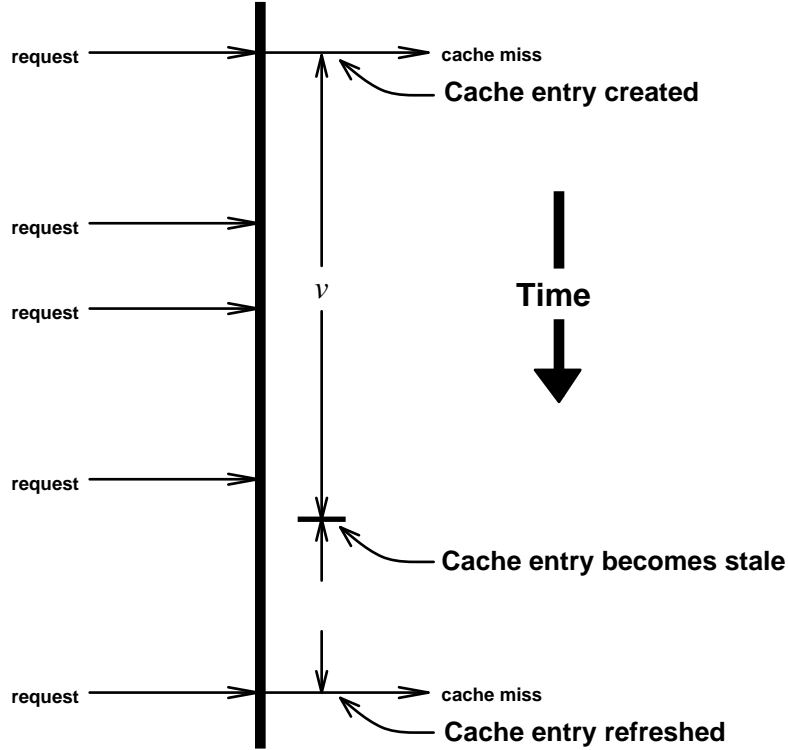 request
cache miss
Cache entry created
request
v
Time
request
request
Cache entry becomes stale
request
cache miss
Cache entry refreshed